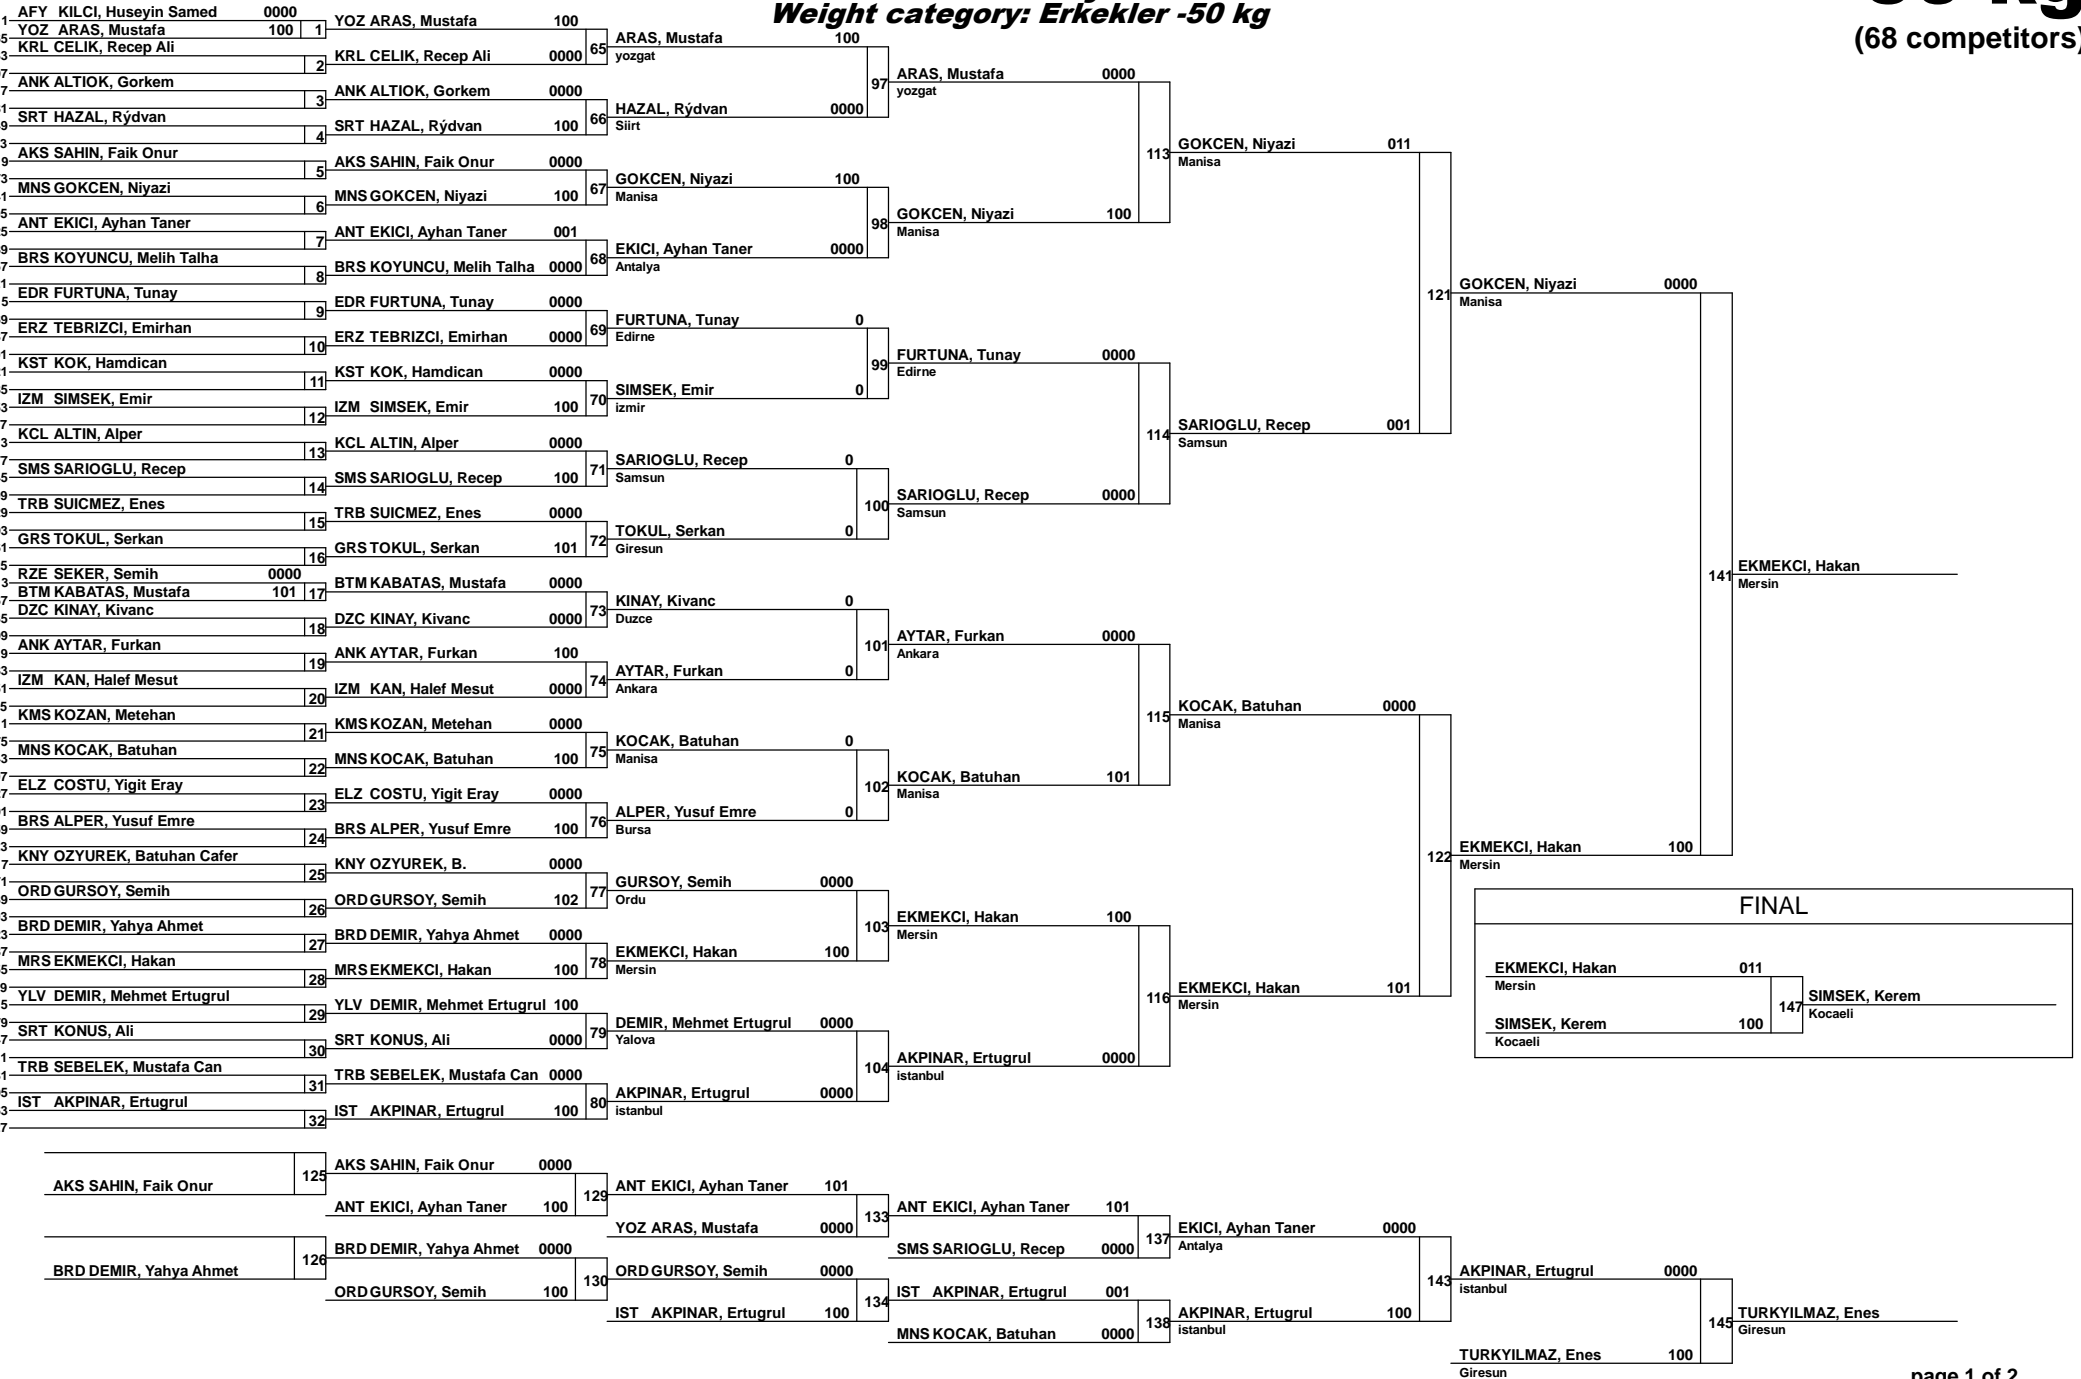 Weight category: Erkekler -50 kg
(68 competitors)
AFY KILCI, Huseyin Samed 0000
YOZ ARAS, Mustafa 100 1
KRL CELIK, Recep Ali
2
ANK ALTIOK, Gorkem
3
SRT HAZAL, Rýdvan
4
AKS SAHIN, Faik Onur
5
MNS GOKCEN, Niyazi
6
ANT EKICI, Ayhan Taner
7
BRS KOYUNCU, Melih Talha
8
EDR FURTUNA, Tunay
9
ERZ TEBRIZCI, Emirhan
10
KST KOK, Hamdican
11
IZM SIMSEK, Emir
12
KCL ALTIN, Alper
13
SMS SARIOGLU, Recep
14
TRB SUICMEZ, Enes
15
GRS TOKUL, Serkan
16
RZE SEKER, Semih 0000
BTM KABATAS, Mustafa 101 17
DZC KINAY, Kivanc
18
ANK AYTAR, Furkan
19
IZM KAN, Halef Mesut
20
KMS KOZAN, Metehan
21
MNS KOCAK, Batuhan
22
ELZ COSTU, Yigit Eray
23
BRS ALPER, Yusuf Emre
24
KNY OZYUREK, Batuhan Cafer
25
ORD GURSOY, Semih
26
BRD DEMIR, Yahya Ahmet
27
MRS EKMEKCI, Hakan
28
YLV DEMIR, Mehmet Ertugrul
29
SRT KONUS, Ali
30
TRB SEBELEK, Mustafa Can
31
IST AKPINAR, Ertugrul
32
YOZ ARAS, Mustafa 100
65
KRL CELIK, Recep Ali 0000
ANK ALTIOK, Gorkem 0000
66
SRT HAZAL, Rýdvan 100
AKS SAHIN, Faik Onur 0000
67
MNS GOKCEN, Niyazi 100
ANT EKICI, Ayhan Taner 001
68
BRS KOYUNCU, Melih Talha 0000
EDR FURTUNA, Tunay 0000
69
ERZ TEBRIZCI, Emirhan 0000
KST KOK, Hamdican 0000
70
IZM SIMSEK, Emir 100
KCL ALTIN, Alper 0000
71
SMS SARIOGLU, Recep 100
TRB SUICMEZ, Enes 0000
72
GRS TOKUL, Serkan 101
BTM KABATAS, Mustafa 0000
73
DZC KINAY, Kivanc 0000
ANK AYTAR, Furkan 100
74
IZM KAN, Halef Mesut 0000
KMS KOZAN, Metehan 0000
75
MNS KOCAK, Batuhan 100
ELZ COSTU, Yigit Eray 0000
76
BRS ALPER, Yusuf Emre 100
KNY OZYUREK, B. 0000
77
ORD GURSOY, Semih 102
BRD DEMIR, Yahya Ahmet 0000
78
MRS EKMEKCI, Hakan 100
YLV DEMIR, Mehmet Ertugrul 100
79
SRT KONUS, Ali 0000
TRB SEBELEK, Mustafa Can 0000
80
IST AKPINAR, Ertugrul 100
ARAS, Mustafa 100
yozgat
97
HAZAL, Rýdvan 0000
Siirt
GOKCEN, Niyazi 100
Manisa
98
EKICI, Ayhan Taner 0000
Antalya
FURTUNA, Tunay 0
Edirne
99
SIMSEK, Emir 0
izmir
SARIOGLU, Recep 0
Samsun
100
TOKUL, Serkan 0
Giresun
KINAY, Kivanc 0
Duzce
101
AYTAR, Furkan 0
Ankara
KOCAK, Batuhan 0
Manisa
102
ALPER, Yusuf Emre 0
Bursa
GURSOY, Semih 0000
Ordu
103
EKMEKCI, Hakan 100
Mersin
DEMIR, Mehmet Ertugrul 0000
Yalova
104
AKPINAR, Ertugrul 0000
istanbul
ARAS, Mustafa 0000
yozgat
113
GOKCEN, Niyazi 100
Manisa
FURTUNA, Tunay 0000
Edirne
114
SARIOGLU, Recep 0000
Samsun
AYTAR, Furkan 0000
Ankara
115
KOCAK, Batuhan 101
Manisa
EKMEKCI, Hakan 100
Mersin
116
AKPINAR, Ertugrul 0000
istanbul
GOKCEN, Niyazi 011
Manisa
121
SARIOGLU, Recep 001
Samsun
KOCAK, Batuhan 0000
Manisa
122
EKMEKCI, Hakan 101
Mersin
GOKCEN, Niyazi 0000
Manisa
141
EKMEKCI, Hakan 100
Mersin
EKMEKCI, Hakan
Mersin
FINAL
EKMEKCI, Hakan 011
Mersin
147
SIMSEK, Kerem
Kocaeli
SIMSEK, Kerem 100
Kocaeli
125
AKS SAHIN, Faik Onur
126
BRD DEMIR, Yahya Ahmet
AKS SAHIN, Faik Onur 0000
129
ANT EKICI, Ayhan Taner 100
BRD DEMIR, Yahya Ahmet 0000
130
ORD GURSOY, Semih 100
ANT EKICI, Ayhan Taner 101
133
YOZ ARAS, Mustafa 0000
ORD GURSOY, Semih 0000
134
IST AKPINAR, Ertugrul 100
ANT EKICI, Ayhan Taner 101
137
SMS SARIOGLU, Recep 0000
IST AKPINAR, Ertugrul 001
138
MNS KOCAK, Batuhan 0000
EKICI, Ayhan Taner 0000
Antalya
143
AKPINAR, Ertugrul 100
istanbul
AKPINAR, Ertugrul 0000
istanbul
145
TURKYILMAZ, Enes 100
Giresun
TURKYILMAZ, Enes
Giresun
page 1 of 2